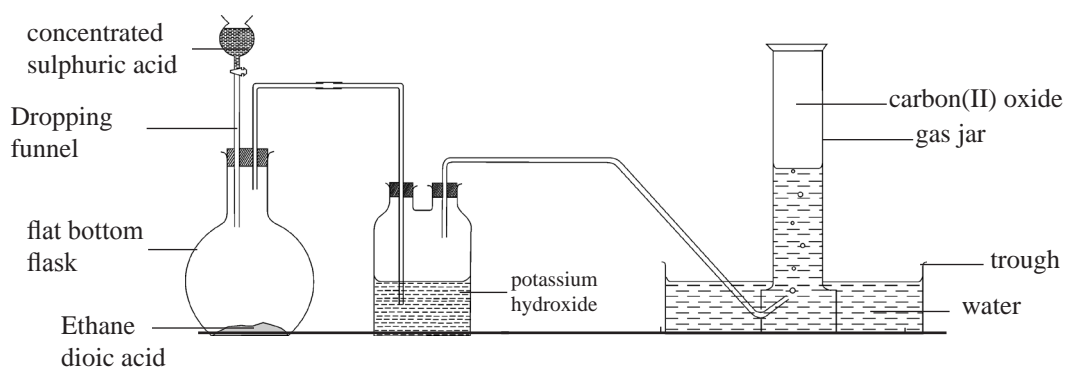 concentrated
sulphuric acid
Dropping
funnel
flat bottom
flask
Ethane
dioic acid
potassium
hydroxide
carbon(II) oxide
gas jar
trough
water